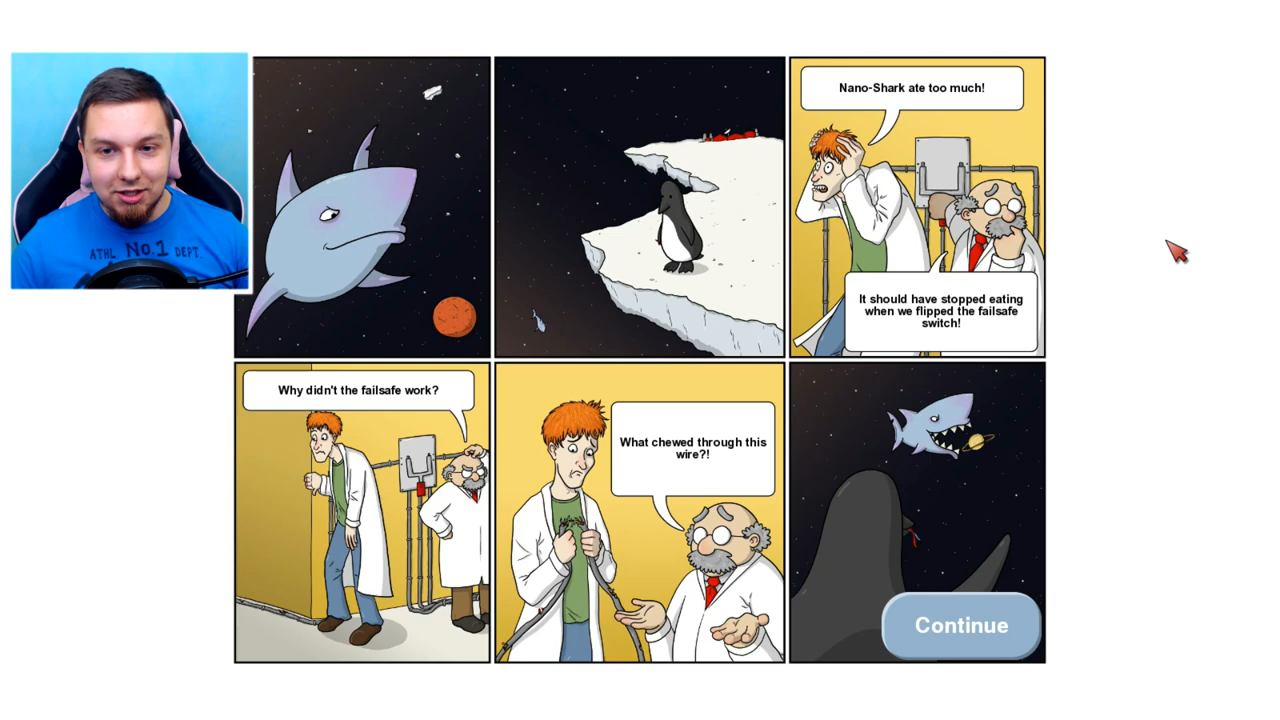 ATHL. No.1 DEPT.
Nano-Shark ate too much!
It should have stopped eating
when we flipped the failsafe
switch!
Why didn't the failsafe work?
What chewed through this
wire?!
Continue